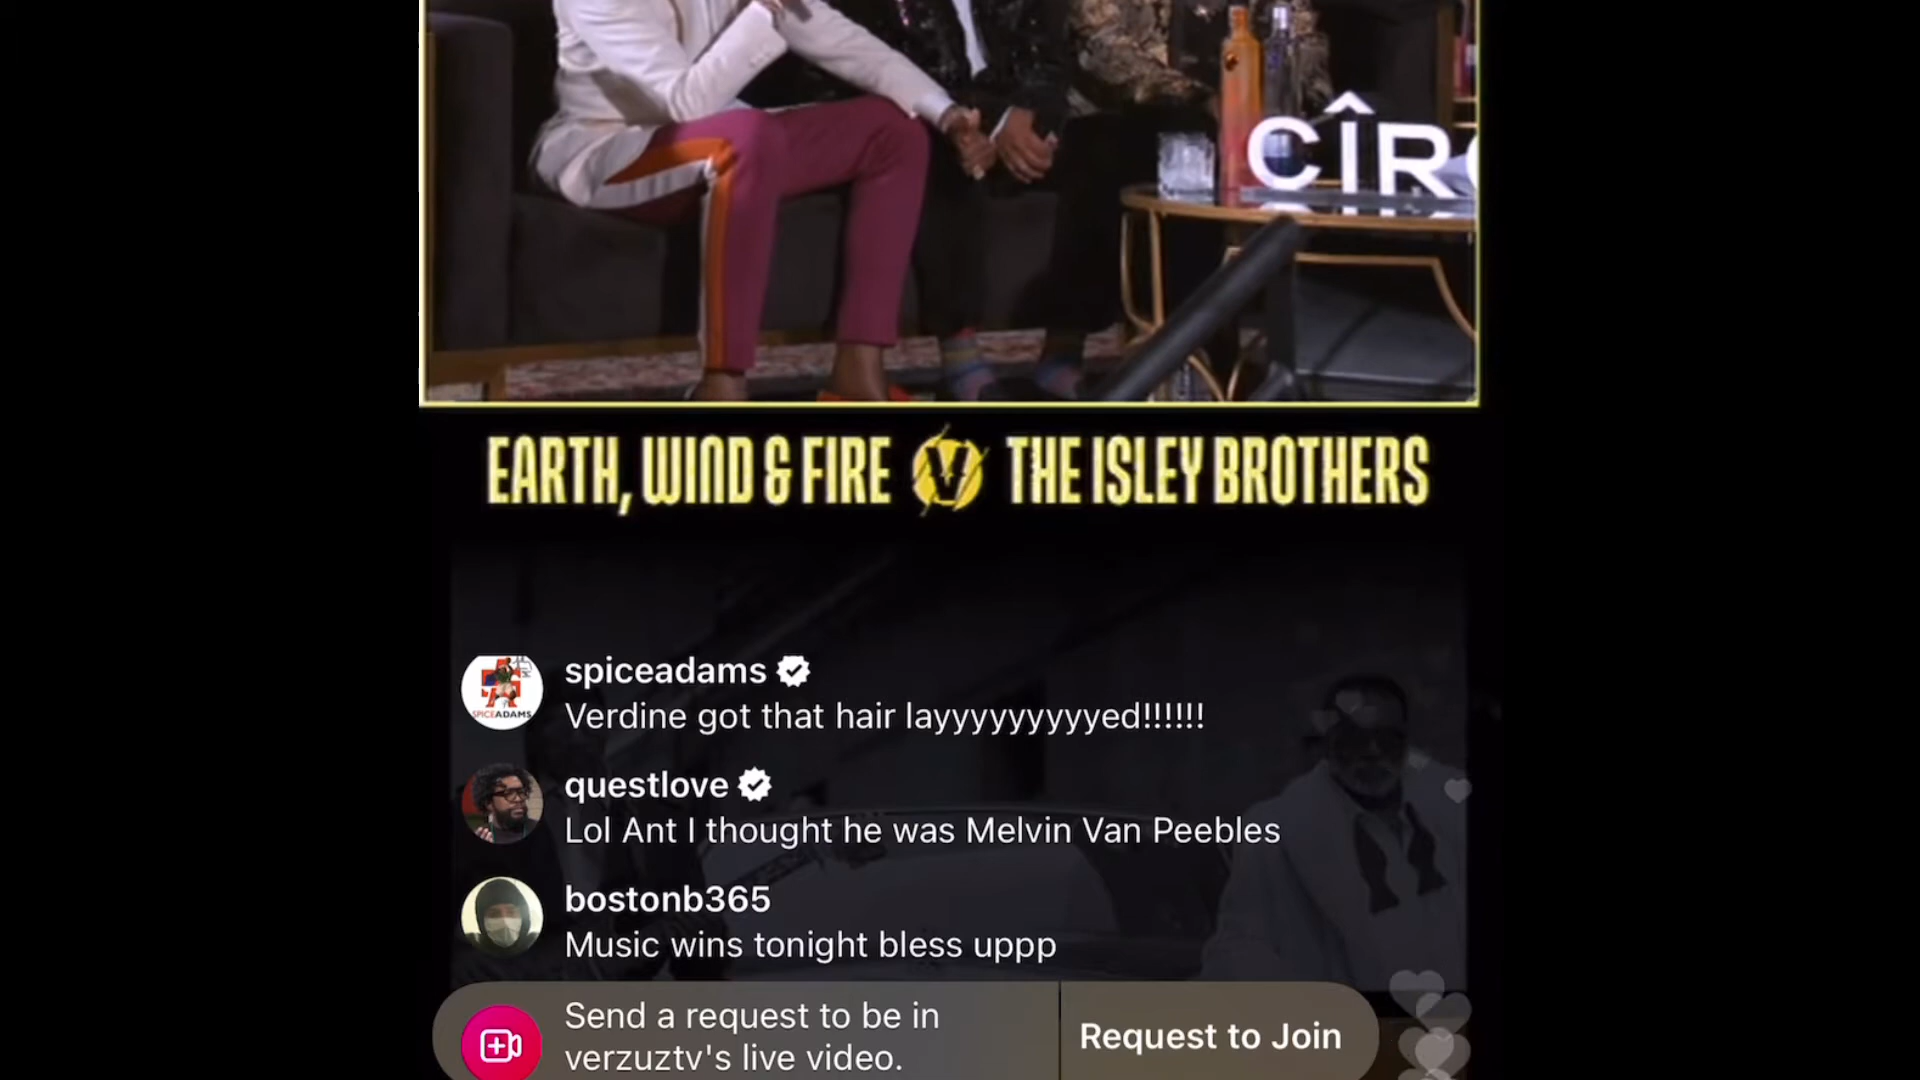 CÎRO
EARTH, WIND & FIRE V THE ISLEY BROTHERS
spiceadams
SPICEADAMS
Verdine got that hair layyyyyyyyyed!!!!!!
questlove
Lol Ant I thought he was Melvin Van Peebles
bostonb365
Music wins tonight bless uppp
Send a request to be in
verzuztv's live video.
Request to Join